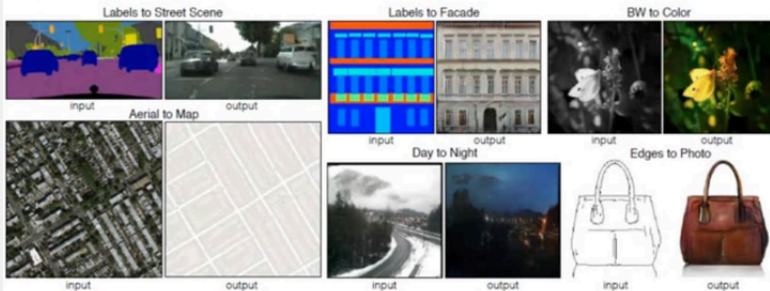 Labels to Street Scene
input
output
Aerial to Map
input
output
Labels to Facade
input
output
BW to Color
input
output
Day to Night
input
output
Edges to Photo
input
output